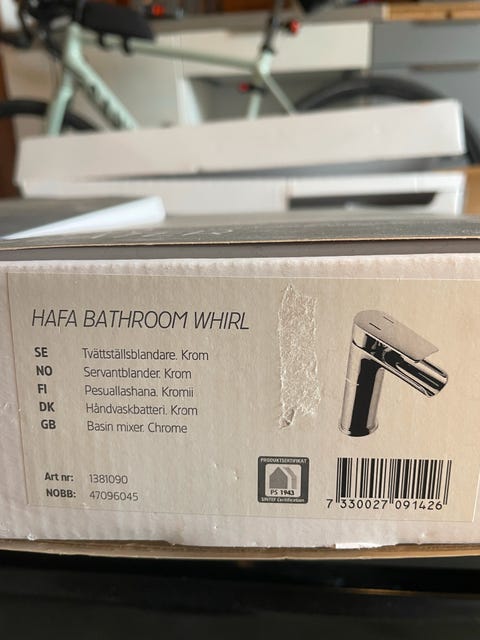 HAFA BATHROOM WHIRL
SE Tvättställsblandare. Krom
NO Servantblander. Krom
FI Pesuallashana. Kromii
DK Håndvaskbatteri. Krom
GB Basin mixer. Chrome
Art nr: 1381090
NOBB: 47096045
PRODUKTSERTIFIKAT
PS 1943
SINTEF Certification
7 330027 091426